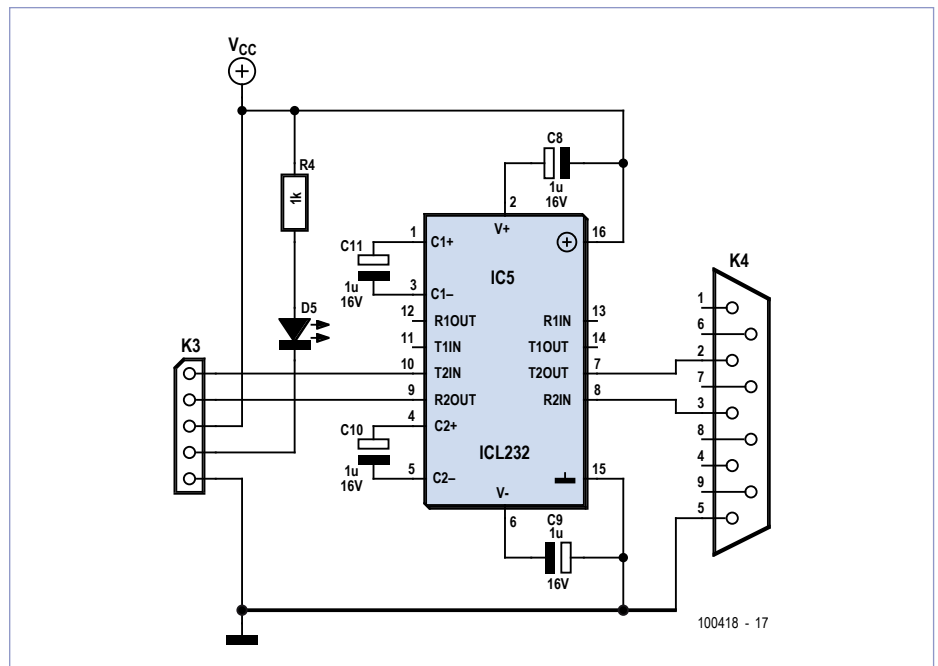 VCC
C8
1u
16V
R4
1k
2
V+
1
C1+
16
C11
1u
16V
IC5
K4
3
C1–
1
D5
12
R1OUT
R1IN
13
6
11
T1IN
T1OUT
14
2
K3
10
T2IN
T2OUT
7
7
9
R2OUT
R2IN
8
3
4
C2+
8
C10
1u
16V
ICL232
4
5
C2–
15
9
V-
6
C9
1u
16V
5
100418 - 17